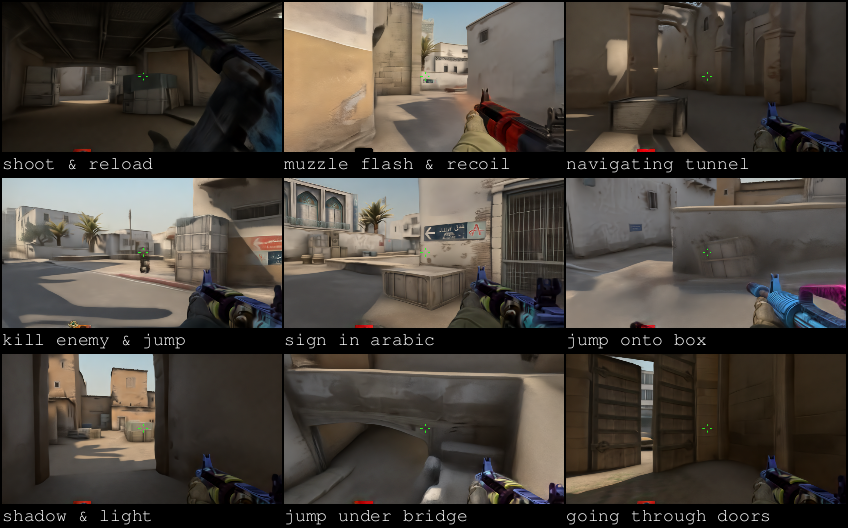 shoot & reload
muzzle flash & recoil
navigating tunnel
kill enemy & jump
A
sign in arabic
jump onto box
shadow & light
jump under bridge
going through doors